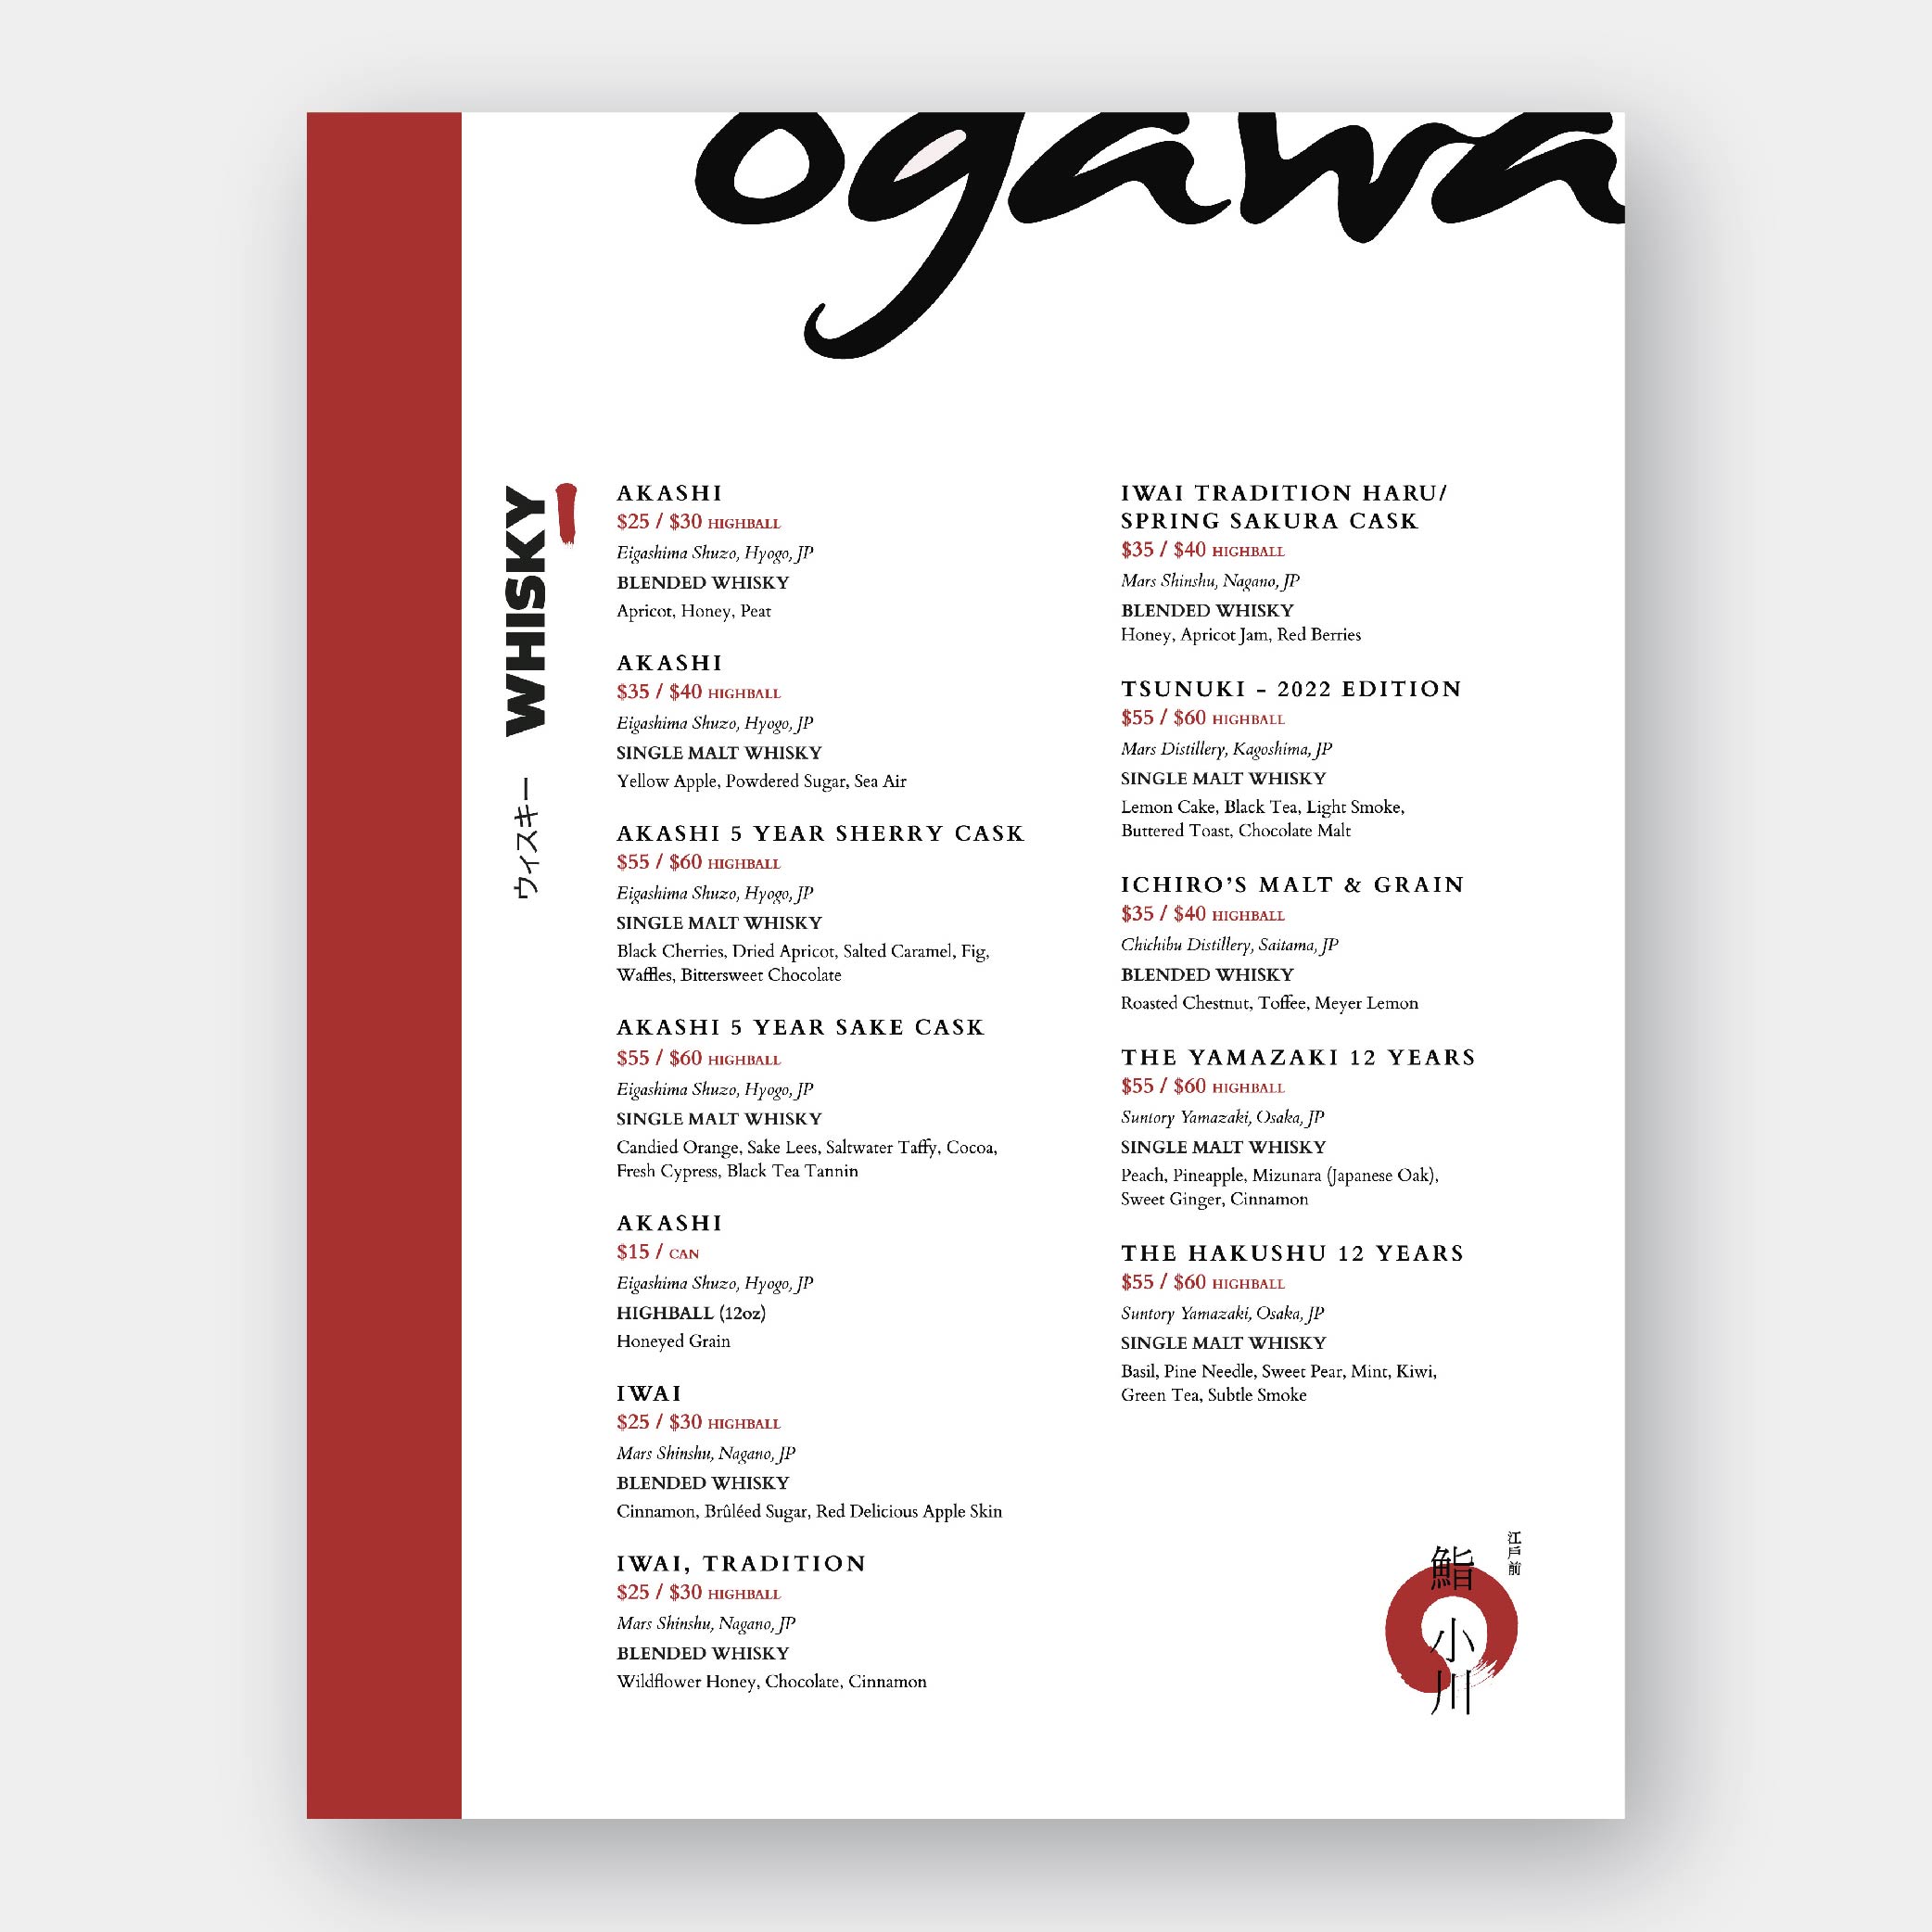 ogawa
WHISKY
ウィスキー
AKASHI
$25 / $30 HIGHBALL
Eigashima Shuzo, Hyogo, JP
BLENDED WHISKY
Apricot, Honey, Peat
AKASHI
$35 / $40 HIGHBALL
Eigashima Shuzo, Hyogo, JP
SINGLE MALT WHISKY
Yellow Apple, Powdered Sugar, Sea Air
AKASHI 5 YEAR SHERRY CASK
$55 / $60 HIGHBALL
Eigashima Shuzo, Hyogo, JP
SINGLE MALT WHISKY
Black Cherries, Dried Apricot, Salted Caramel, Fig,
Waffles, Bittersweet Chocolate
AKASHI 5 YEAR SAKE CASK
$55 / $60 HIGHBALL
Eigashima Shuzo, Hyogo, JP
SINGLE MALT WHISKY
Candied Orange, Sake Lees, Saltwater Taffy, Cocoa,
Fresh Cypress, Black Tea Tannin
AKASHI
$15 / CAN
Eigashima Shuzo, Hyogo, JP
HIGHBALL (12oz)
Honeyed Grain
IWAI
$25 / $30 HIGHBALL
Mars Shinshu, Nagano, JP
BLENDED WHISKY
Cinnamon, Brûléed Sugar, Red Delicious Apple Skin
IWAI, TRADITION
$25 / $30 HIGHBALL
Mars Shinshu, Nagano, JP
BLENDED WHISKY
Wildflower Honey, Chocolate, Cinnamon
IWAI TRADITION HARU/
SPRING SAKURA CASK
$35 / $40 HIGHBALL
Mars Shinshu, Nagano, JP
BLENDED WHISKY
Honey, Apricot Jam, Red Berries
TSUNUKI – 2022 EDITION
$55 / $60 HIGHBALL
Mars Distillery, Kagoshima, JP
SINGLE MALT WHISKY
Lemon Cake, Black Tea, Light Smoke,
Buttered Toast, Chocolate Malt
ICHIRO’S MALT & GRAIN
$35 / $40 HIGHBALL
Chichibu Distillery, Saitama, JP
BLENDED WHISKY
Roasted Chestnut, Toffee, Meyer Lemon
THE YAMAZAKI 12 YEARS
$55 / $60 HIGHBALL
Suntory Yamazaki, Osaka, JP
SINGLE MALT WHISKY
Peach, Pineapple, Mizunara (Japanese Oak),
Sweet Ginger, Cinnamon
THE HAKUSHU 12 YEARS
$55 / $60 HIGHBALL
Suntory Yamazaki, Osaka, JP
SINGLE MALT WHISKY
Basil, Pine Needle, Sweet Pear, Mint, Kiwi,
Green Tea, Subtle Smoke
江戸前
鮨小川